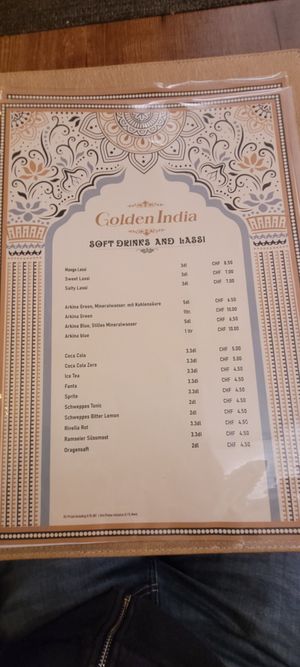 Golden India
SOFT DRINKS AND LASSI
Mango Lassi 3dl CHF 8.50
Sweet Lassi 3dl CHF 7.00
Salty Lassi 3dl CHF 7.00
Arkina Green, Mineralwasser, mit Kohlensäure 5dl CHF 6.50
Arkina Green 1ltr. CHF 10.00
Arkina Blue, Stilles Mineralwasser 5dl CHF 6.50
Arkina blue 1 ltr CHF 10.00
Coca Cola 3.3dl CHF 5.00
Coca Cola Zero 3.3dl CHF 5.00
Ice Tea 3.3dl CHF 4.50
Fanta 3.3dl CHF 4.50
Sprite 3.3dl CHF 4.50
Schweppes Tonic 2dl CHF 4.50
Schweppes Bitter Lemon 2dl CHF 4.50
Rivella Rot 3.3dl CHF 4.50
Ramseier Süssmost 3.3dl CHF 4.50
Oragensaft 2dl CHF 4.50